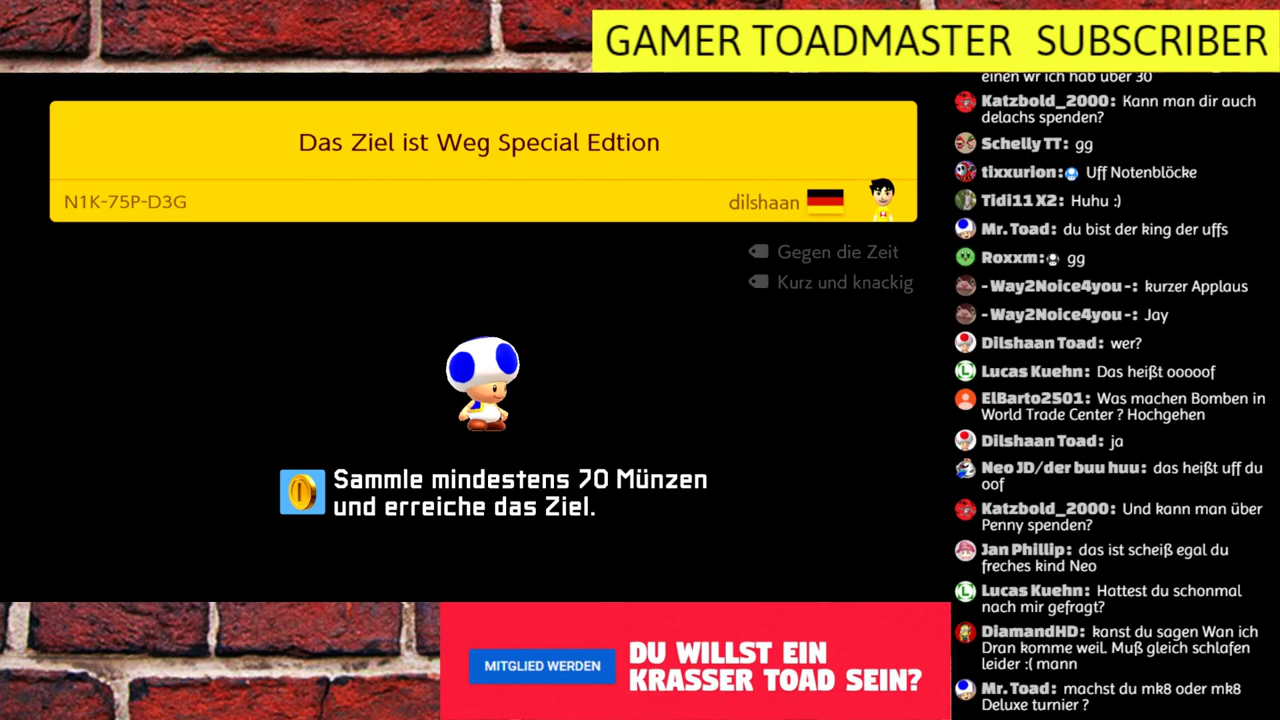 GAMER TOADMASTER SUBSCRIBER
Das Ziel ist Weg Special Edtion
N1K-75P-D3G
dilshaan
Gegen die Zeit
Kurz und knackig
Sammle mindestens 70 Münzen
und erreiche das Ziel.
MITGLIED WERDEN
DU WILLST EIN
KRASSER TOAD SEIN?
einen wr ich hab über 30
Katzbold_2000: Kann man dir auch
delachs spenden?
Schelly TT: gg
tixxurion: Uff Notenblöcke
Tidi11 X2: Huhu :)
Mr. Toad: du bist der king der uffs
Roxxm: gg
-Way2Noice4you-: kurzer Applaus
-Way2Noice4you-: Jay
Dilshaan Toad: wer?
Lucas Kuehn: Das heißt ooooof
ElBarto2501: Was machen Bomben in
World Trade Center ? Hochgehen
Dilshaan Toad: ja
Neo JD/der buu huu: das heißt uff du
oof
Katzbold_2000: Und kann man über
Penny spenden?
Jan Phillip: das ist scheiß egal du
freches kind Neo
Lucas Kuehn: Hattest du schonmal
nach mir gefragt?
DiamandHD: kanst du sagen Wan ich
Dran komme weil. Muß gleich schlafen
leider :( mann
Mr. Toad: machst du mk8 oder mk8
Deluxe turnier ?